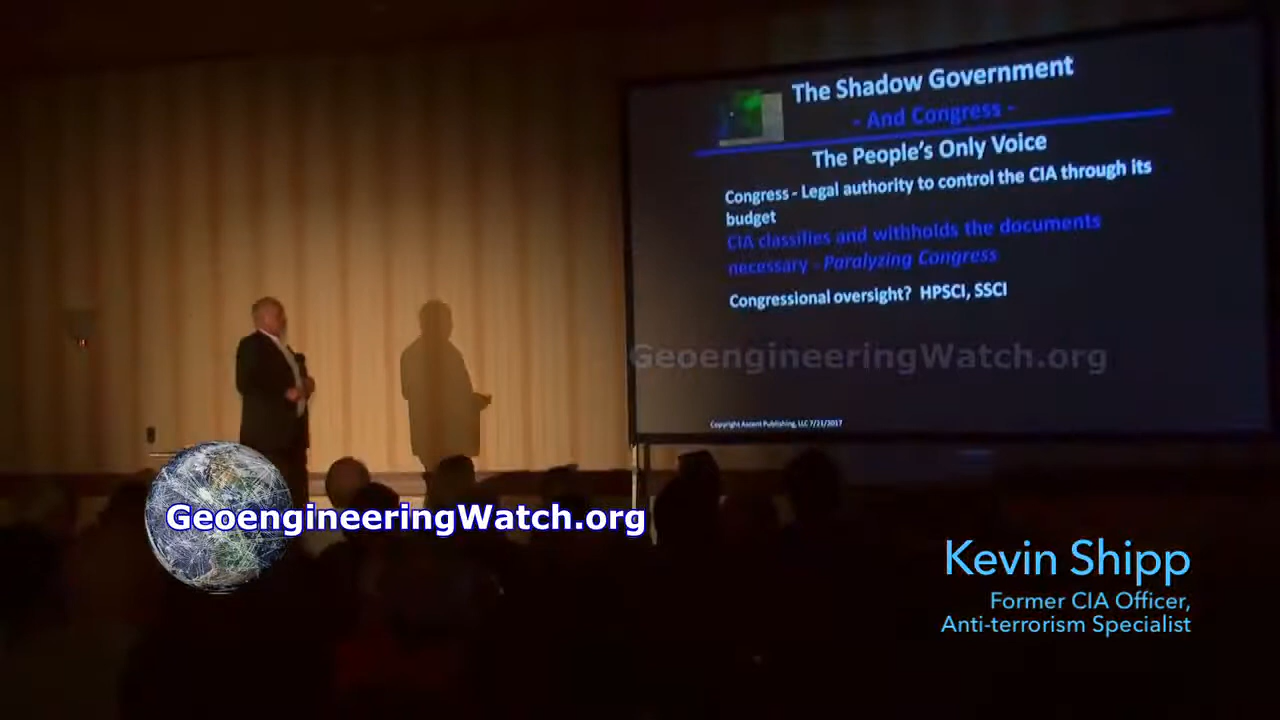 The Shadow Government
- And Congress -
The People's Only Voice
Congress - Legal authority to control the CIA through its
budget
CIA classifies and withholds the documents
necessary - Paralyzing Congress
Congressional oversight? HPSCI, SSCI
GeoengineeringWatch.org
Copyright Ascent Publishing, LLC 7/21/2017
GeoengineeringWatch.org
Kevin Shipp
Former CIA Officer,
Anti-terrorism Specialist